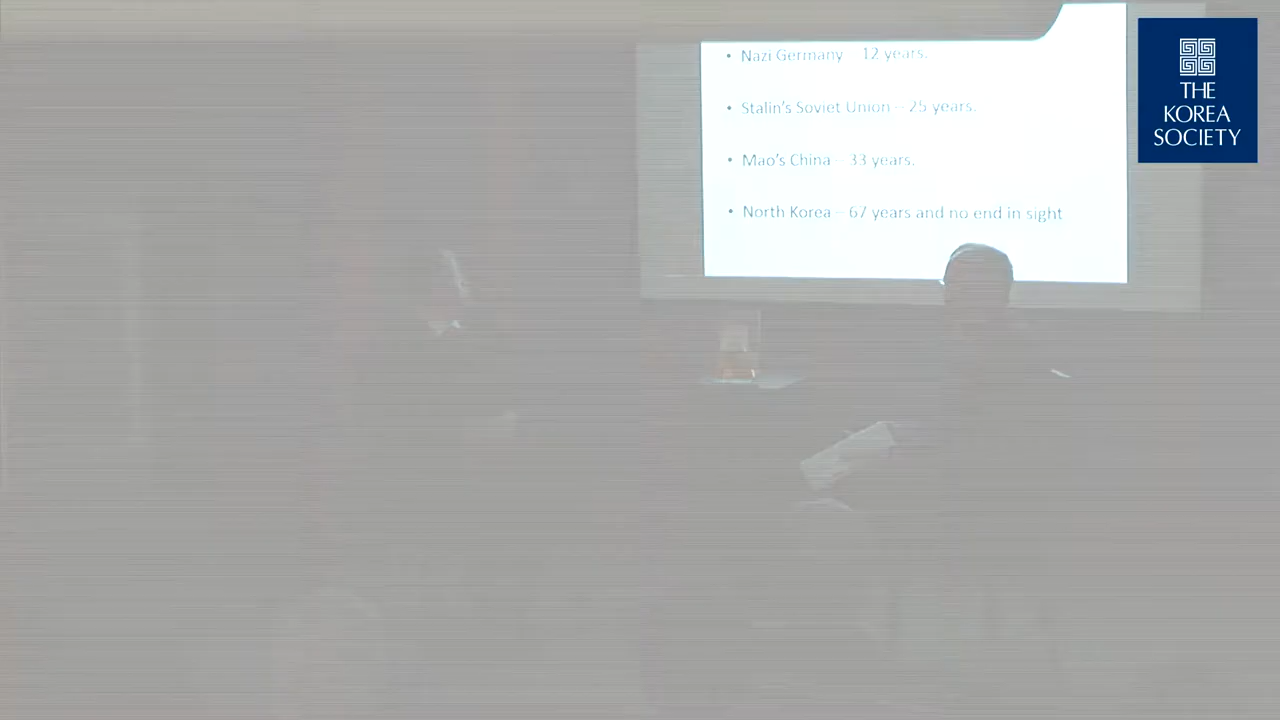 • Nazi Germany – 12 years.
• Stalin's Soviet Union – 25 years.
• Mao's China – 33 years.
• North Korea – 67 years and no end in sight
THE
KOREA
SOCIETY